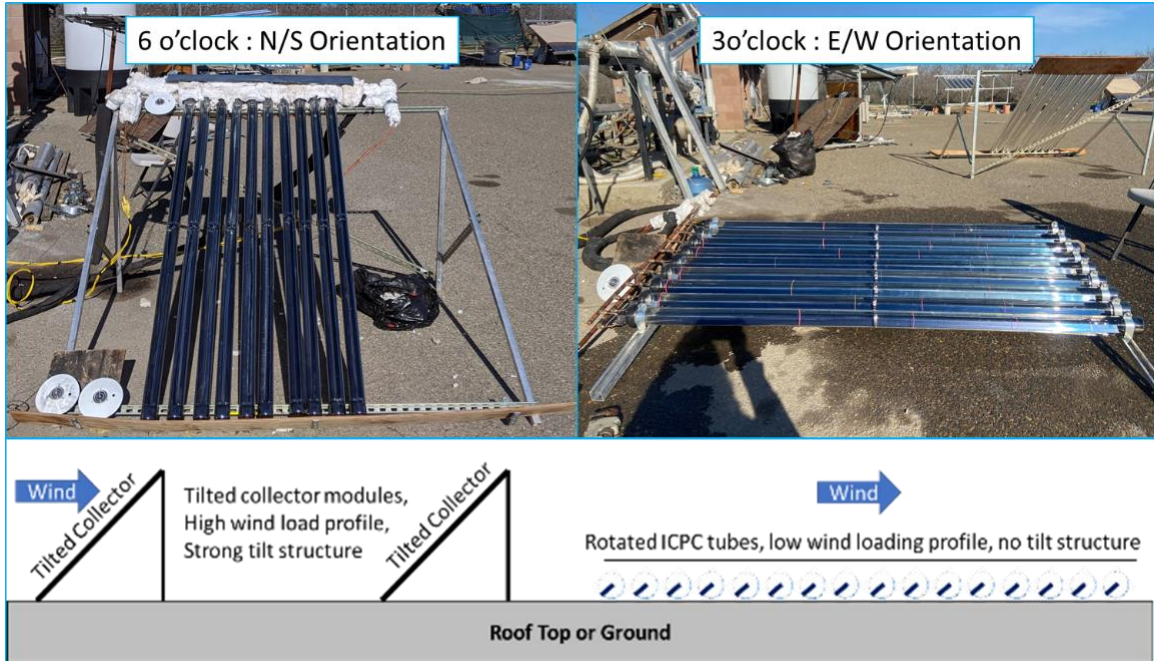 6 o'clock : N/S Orientation
3o'clock : E/W Orientation
Wind
Tilted Collector
Tilted collector modules,
High wind load profile,
Strong tilt structure
Tilted Collector
Wind
Rotated ICPC tubes, low wind loading profile, no tilt structure
Roof Top or Ground